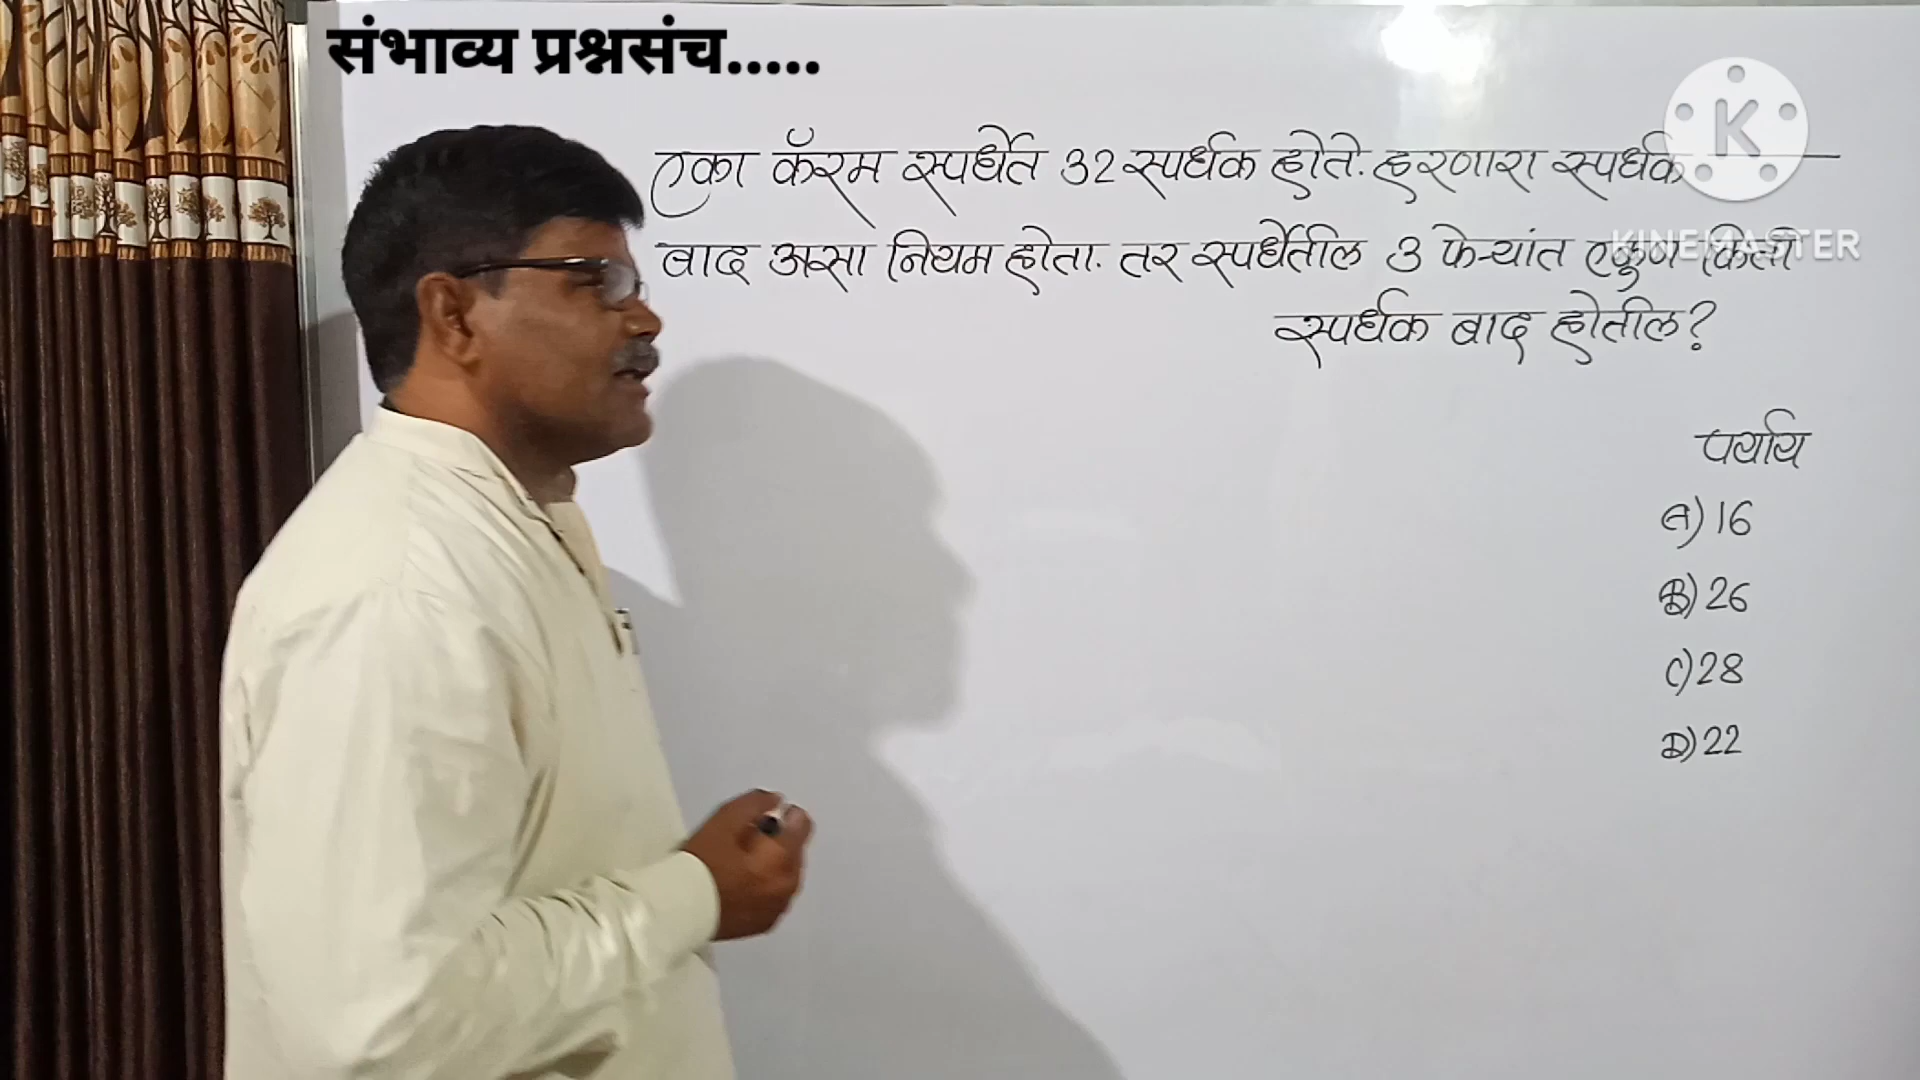 संभाव्य प्रश्नसंच.....
K
KINEMASTER
एका कॅरम स्पर्धेत 32 स्पर्धक होते. हरणारा स्पर्धक
बाद असा नियम होता. तर स्पर्धेतील 3 फेऱ्यांत एकुण किती
स्पर्धक बाद होतील?
पर्याय
A) 16
B) 26
C) 28
D) 22